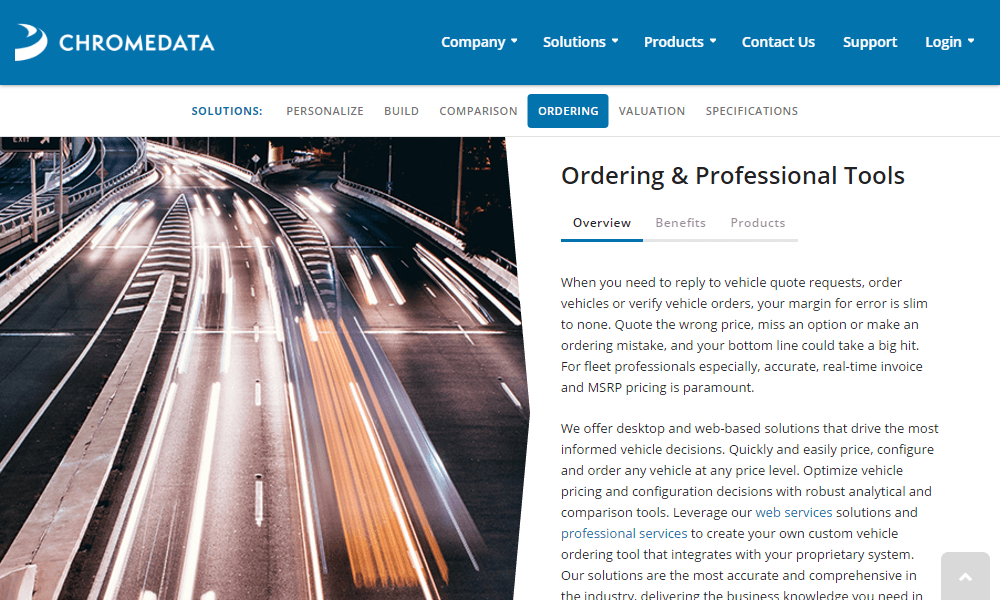 CHROMEDATA
Company
Solutions
Products
Contact Us
Support
Login
SOLUTIONS:
PERSONALIZE
BUILD
COMPARISON
ORDERING
VALUATION
SPECIFICATIONS
EXIT
Ordering & Professional Tools
Overview
Benefits
Products
When you need to reply to vehicle quote requests, order
vehicles or verify vehicle orders, your margin for error is slim
to none. Quote the wrong price, miss an option or make an
ordering mistake, and your bottom line could take a big hit.
For fleet professionals especially, accurate, real-time invoice
and MSRP pricing is paramount.
We offer desktop and web-based solutions that drive the most
informed vehicle decisions. Quickly and easily price, configure
and order any vehicle at any price level. Optimize vehicle
pricing and configuration decisions with robust analytical and
comparison tools. Leverage our web services solutions and
professional services to create your own custom vehicle
ordering tool that integrates with your proprietary system.
Our solutions are the most accurate and comprehensive in
the industry, delivering the business knowledge you need in